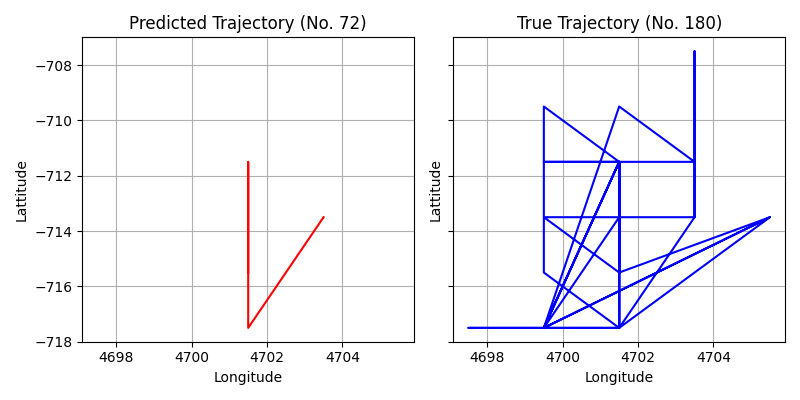 Predicted Trajectory (No. 72)
True Trajectory (No. 180)
−708
−710
−712
−714
−716
−718
Lattitude
Lattitude
4698
4700
4702
4704
4698
4700
4702
4704
Longitude
Longitude